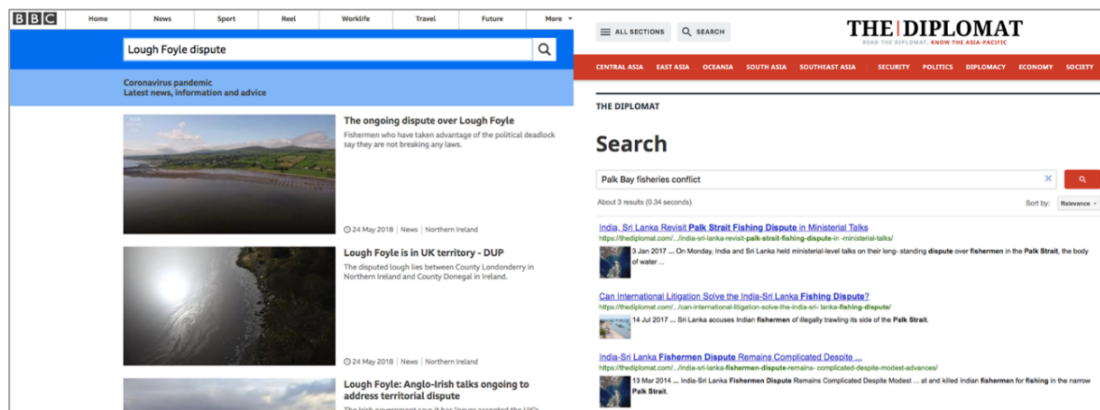 BBC
Home News Sport Reel Worklife Travel Future More
Lough Foyle dispute
Coronavirus pandemic
Latest news, information and advice
The ongoing dispute over Lough Foyle
Fishermen who have taken advantage of the political deadlock
say they are not breaking any laws.
24 May 2018 | News | Northern Ireland
Lough Foyle is in UK territory - DUP
The disputed lough lies between County Londonderry in
Northern Ireland and County Donegal in Ireland.
24 May 2018 | News | Northern Ireland
Lough Foyle: Anglo-Irish talks ongoing to
address territorial dispute
ALL SECTIONS SEARCH
THE|DIPLOMAT
READ THE DIPLOMAT, KNOW THE ASIA-PACIFIC
CENTRAL ASIA EAST ASIA OCEANIA SOUTH ASIA SOUTHEAST ASIA SECURITY POLITICS DIPLOMACY ECONOMY SOCIETY
THE DIPLOMAT
Search
Palk Bay fisheries conflict
About 3 results (0.34 seconds)
Sort by: Relevance
India, Sri Lanka Revisit Palk Strait Fishing Dispute in Ministerial Talks
https://thediplomat.com/.../india-sri-lanka-revisit-palk-strait-fishing-dispute-in -ministerial-talks/
3 Jan 2017 ... On Monday, India and Sri Lanka held ministerial-level talks on their long- standing dispute over fishermen in the Palk Strait, the body
of water ...
Can International Litigation Solve the India-Sri Lanka Fishing Dispute?
https://thediplomat.com/.../can-international-litigation-solve-the-india-sri- lanka-fishing-dispute/
14 Jul 2017 ... Sri Lanka accuses Indian fishermen of illegally trawling its side of the Palk Strait.
India-Sri Lanka Fishermen Dispute Remains Complicated Despite ...
https://thediplomat.com/.../india-sri-lanka-fishermen-dispute-remains- complicated-despite-modest-advances/
13 Mar 2014 ... India-Sri Lanka Fishermen Dispute Remains Complicated Despite Modest ... at and killed Indian fishermen for fishing in the narrow
Palk Strait.